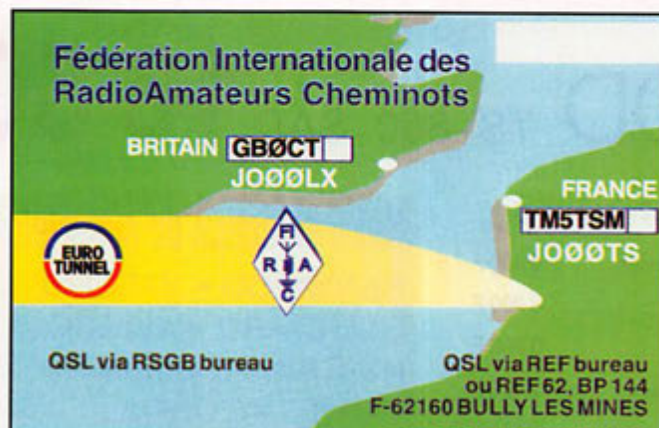 Fédération Internationale des
RadioAmateurs Cheminots
BRITAIN GBØCT
JOØØLX
FRANCE
TM5TSM
JOØØTS
EURO
TUNNEL
FI
R A
C
QSL via RSGB bureau
QSL via REF bureau
ou REF 62, BP 144
F-62160 BULLY LES MINES